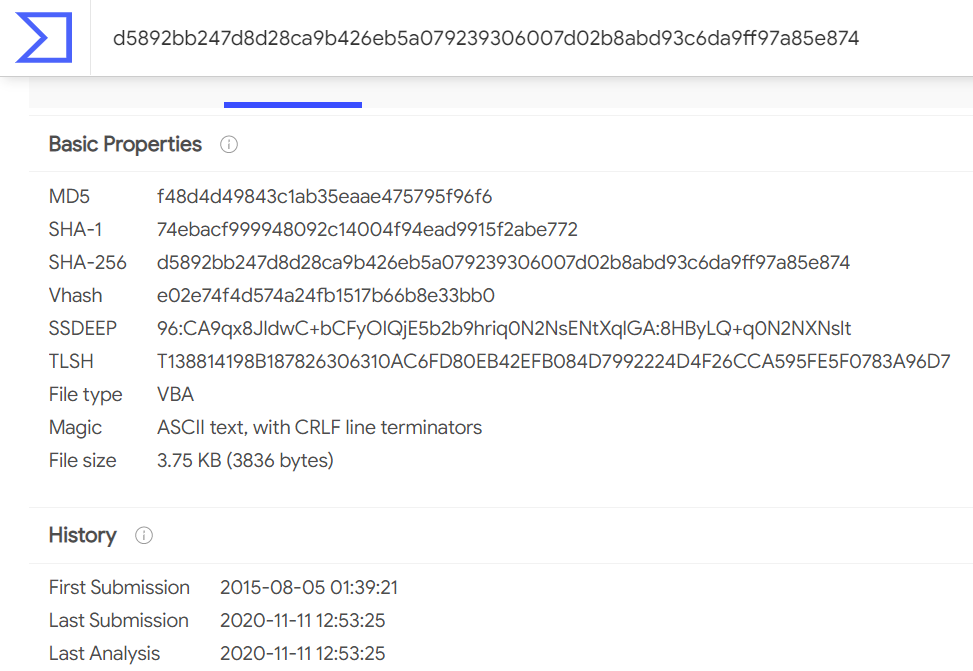 d5892bb247d8d28ca9b426eb5a079239306007d02b8abd93c6da9ff97a85e874
Basic Properties
MD5 f48d4d49843c1ab35eaae475795f96f6
SHA-1 74ebacf999948092c14004f94ead9915f2abe772
SHA-256 d5892bb247d8d28ca9b426eb5a079239306007d02b8abd93c6da9ff97a85e874
Vhash e02e74f4d574a24fb1517b66b8e33bb0
SSDEEP 96:CA9qx8JldwC+bCFyOIQjE5b2b9hriq0N2NsENtXqlGA:8HByLQ+q0N2NXNslt
TLSH T138814198B187826306310AC6FD80EB42EFB084D7992224D4F26CCA595FE5F0783A96D7
File type VBA
Magic ASCII text, with CRLF line terminators
File size 3.75 KB (3836 bytes)
History
First Submission 2015-08-05 01:39:21
Last Submission 2020-11-11 12:53:25
Last Analysis 2020-11-11 12:53:25